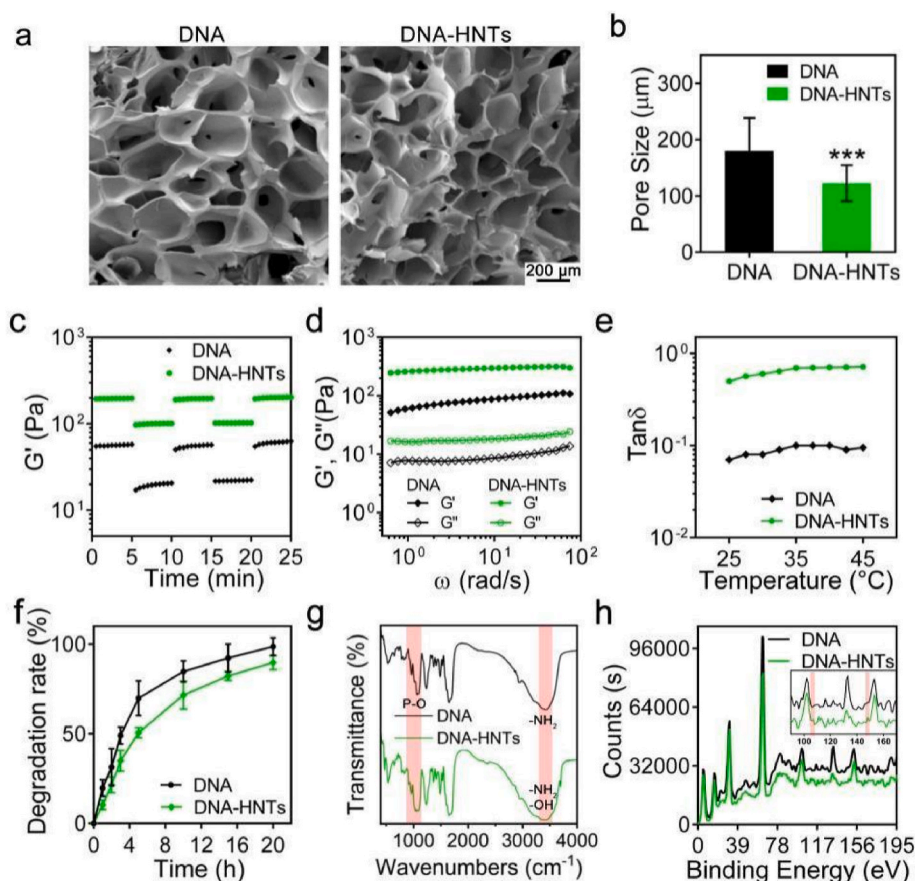 a
DNA
DNA-HNTs
200 μm
b
Pore Size (μm)
300
200
100
0
DNA
DNA-HNTs
***
DNA
DNA-HNTs
c
G' (Pa)
10³
10²
10¹
DNA
DNA-HNTs
0 5 10 15 20 25
Time (min)
d
G', G"(Pa)
10³
10²
10¹
10⁰
DNA
DNA-HNTs
G'
G'
G"
G"
10⁰ 10¹ 10²
ω (rad/s)
e
Tanδ
10⁰
10⁻¹
10⁻²
DNA
DNA-HNTs
25 35 45
Temperature (°C)
f
Degradation rate (%)
100
50
0
DNA
DNA-HNTs
0 5 10 15 20
Time (h)
g
Transmittance (%)
P-O
DNA
-NH₂
DNA-HNTs
-NH₂
-OH
1000 2000 3000 4000
Wavenumbers (cm⁻¹)
h
Counts (s)
96000
64000
32000
0
DNA
DNA-HNTs
100 120 140 160
0 39 78 117 156 195
Binding Energy (eV)